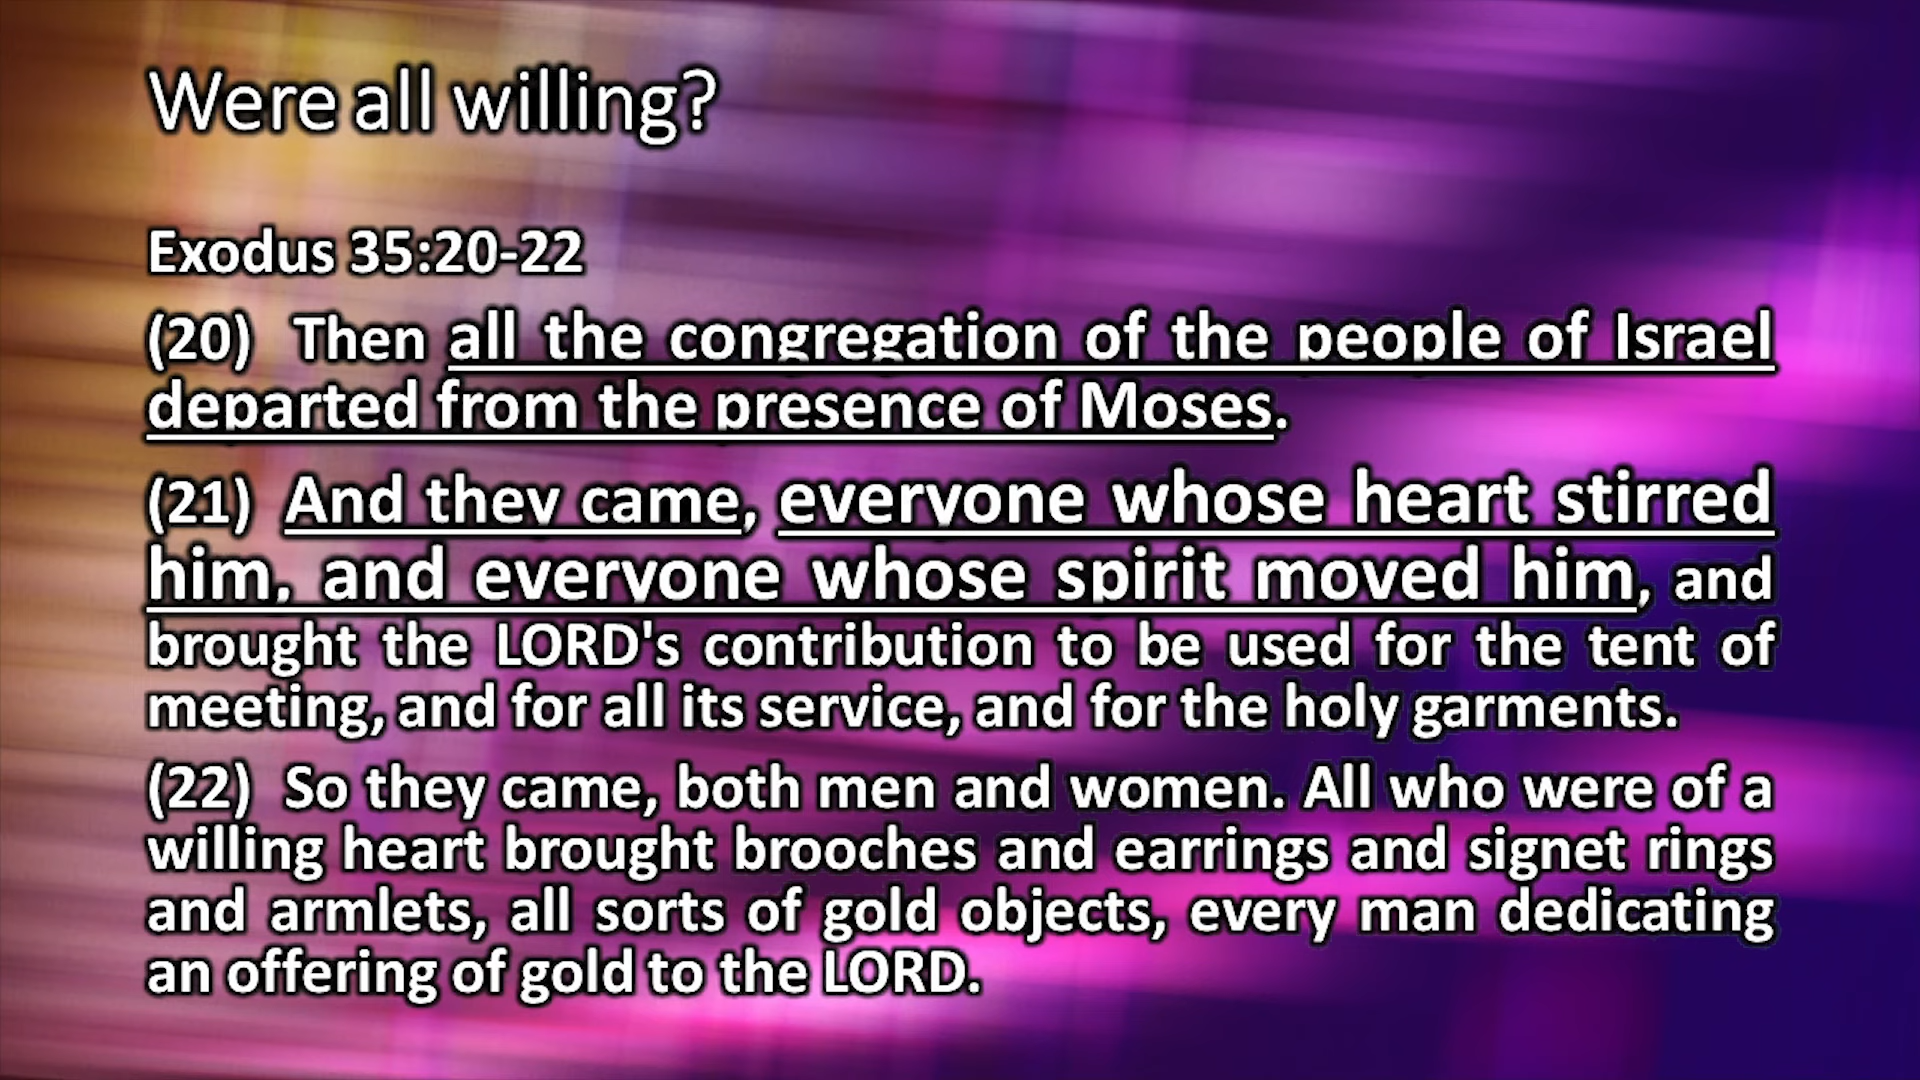 Were all willing?
Exodus 35:20-22
(20) Then all the congregation of the people of Israel
departed from the presence of Moses.
(21) And they came, everyone whose heart stirred
him, and everyone whose spirit moved him, and
brought the LORD's contribution to be used for the tent of
meeting, and for all its service, and for the holy garments.
(22) So they came, both men and women. All who were of a
willing heart brought brooches and earrings and signet rings
and armlets, all sorts of gold objects, every man dedicating
an offering of gold to the LORD.